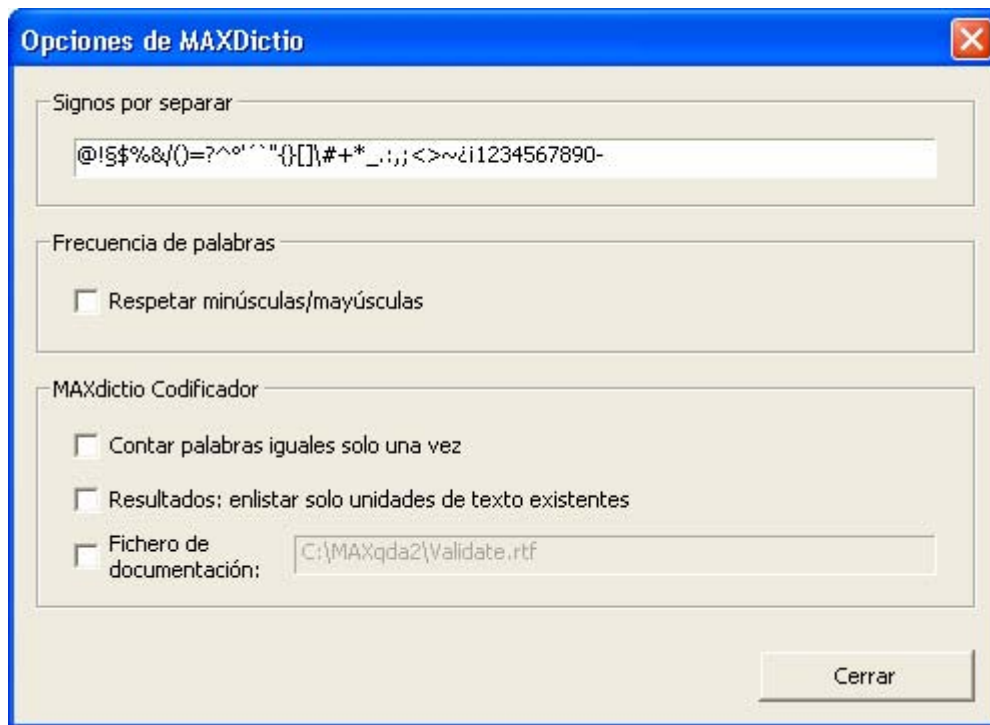 Opciones de MAXDictio
Signos por separar
@!§$%&/()=?^º'´`"{}[]\#+*_.:,;<>~¿¡1234567890-
Frecuencia de palabras
Respetar minúsculas/mayúsculas
MAXdictio Codificador
Contar palabras iguales solo una vez
Resultados: enlistar solo unidades de texto existentes
Fichero de
documentación:
C:\MAXqda2\Validate.rtf
Cerrar